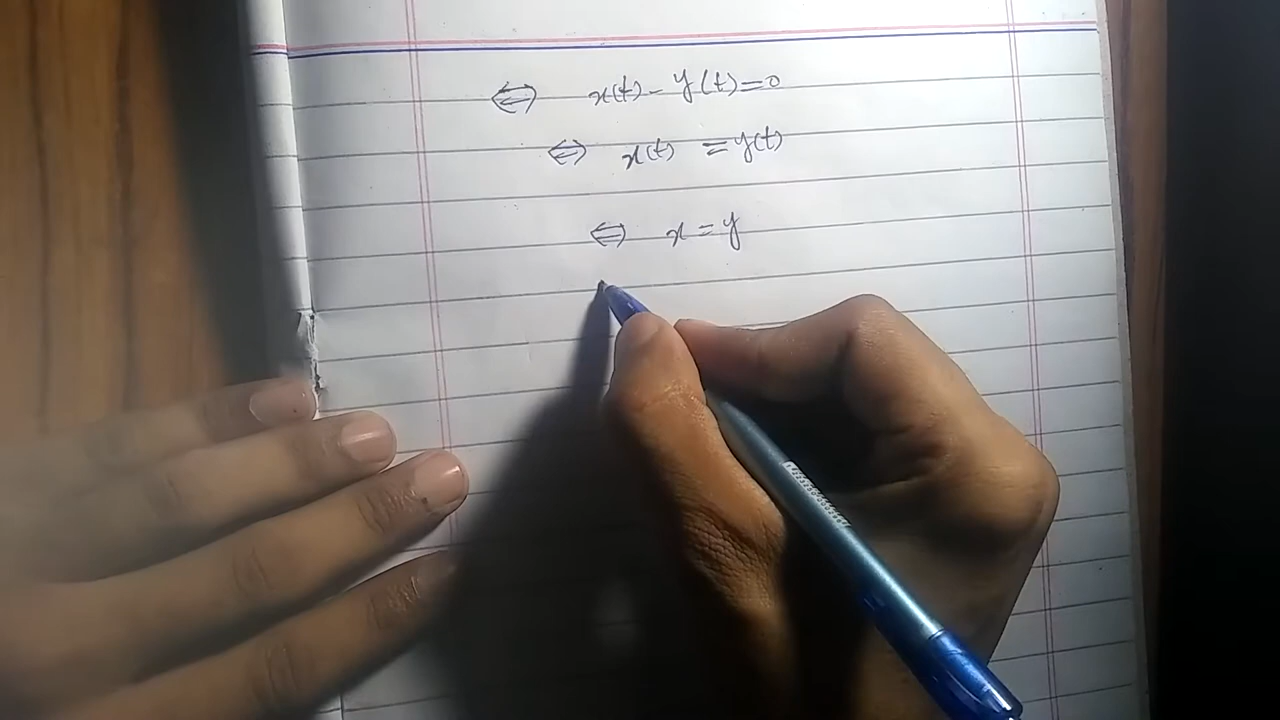 ⇔ x(t) - y(t) = 0
⇔ x(t) = y(t)
⇔ x = y